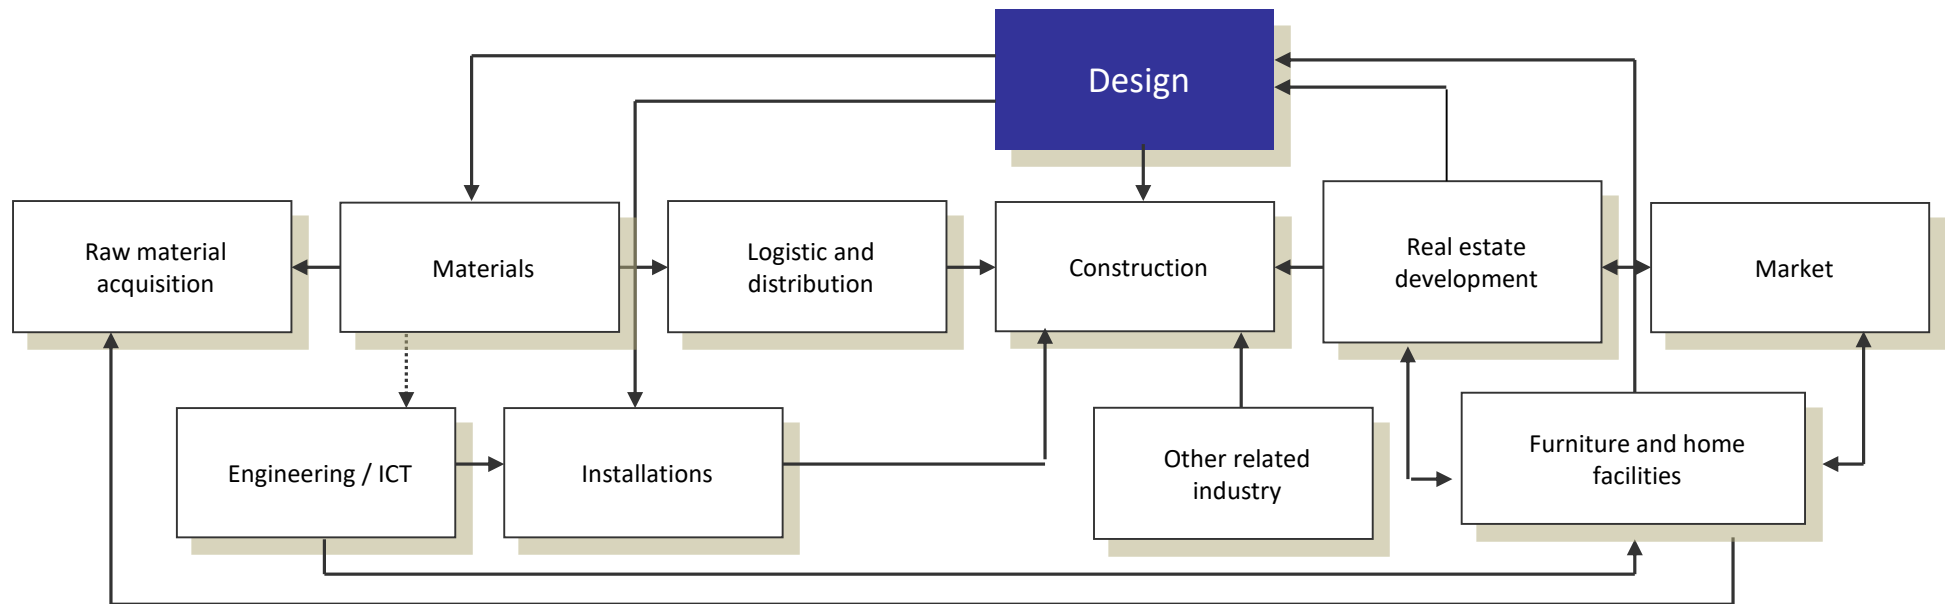 Design
Raw material
acquisition
Materials
Logistic and
distribution
Construction
Real estate
development
Market
Engineering / ICT
Installations
Other related
industry
Furniture and home
facilities